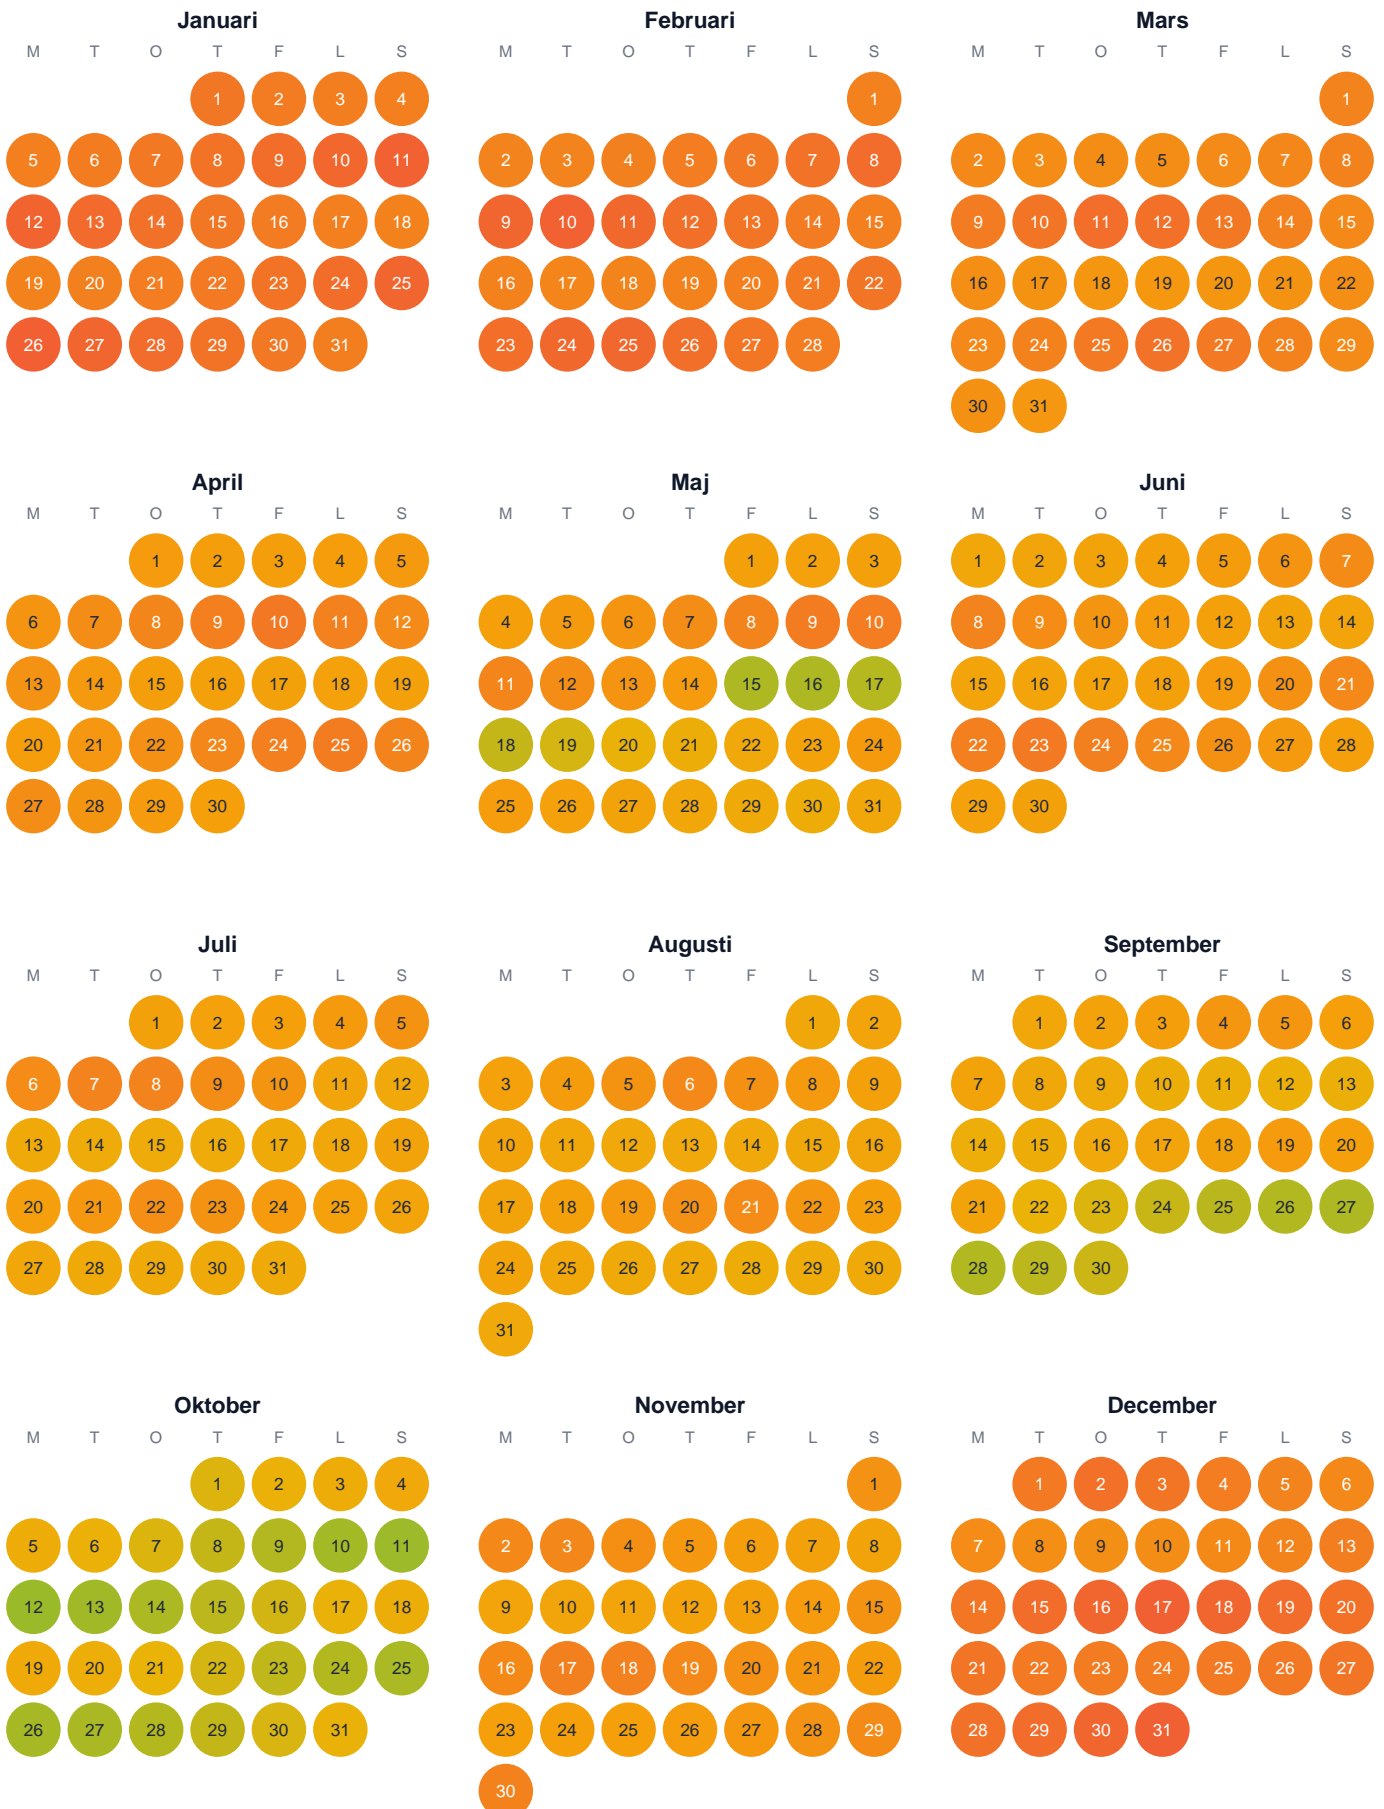 Januari Februari Mars
M T O T F L S M T O T F L S M T O T F L S
1 2 3 4 1 1
5 6 7 8 9 10 11 2 3 4 5 6 7 8 2 3 4 5 6 7 8
12 13 14 15 16 17 18 9 10 11 12 13 14 15 9 10 11 12 13 14 15
19 20 21 22 23 24 25 16 17 18 19 20 21 22 16 17 18 19 20 21 22
26 27 28 29 30 31 23 24 25 26 27 28 23 24 25 26 27 28 29
30 31
April Maj Juni
M T O T F L S M T O T F L S M T O T F L S
1 2 3 4 5 1 2 3 1 2 3 4 5 6 7
6 7 8 9 10 11 12 4 5 6 7 8 9 10 8 9 10 11 12 13 14
13 14 15 16 17 18 19 11 12 13 14 15 16 17 15 16 17 18 19 20 21
20 21 22 23 24 25 26 18 19 20 21 22 23 24 22 23 24 25 26 27 28
27 28 29 30 25 26 27 28 29 30 31 29 30
Juli Augusti September
M T O T F L S M T O T F L S M T O T F L S
1 2 3 4 5 1 2 1 2 3 4 5 6
6 7 8 9 10 11 12 3 4 5 6 7 8 9 7 8 9 10 11 12 13
13 14 15 16 17 18 19 10 11 12 13 14 15 16 14 15 16 17 18 19 20
20 21 22 23 24 25 26 17 18 19 20 21 22 23 21 22 23 24 25 26 27
27 28 29 30 31 24 25 26 27 28 29 30 28 29 30
31
Oktober November December
M T O T F L S M T O T F L S M T O T F L S
1 2 3 4 1 1 2 3 4 5 6
5 6 7 8 9 10 11 2 3 4 5 6 7 8 7 8 9 10 11 12 13
12 13 14 15 16 17 18 9 10 11 12 13 14 15 14 15 16 17 18 19 20
19 20 21 22 23 24 25 16 17 18 19 20 21 22 21 22 23 24 25 26 27
26 27 28 29 30 31 23 24 25 26 27 28 29 28 29 30 31
30